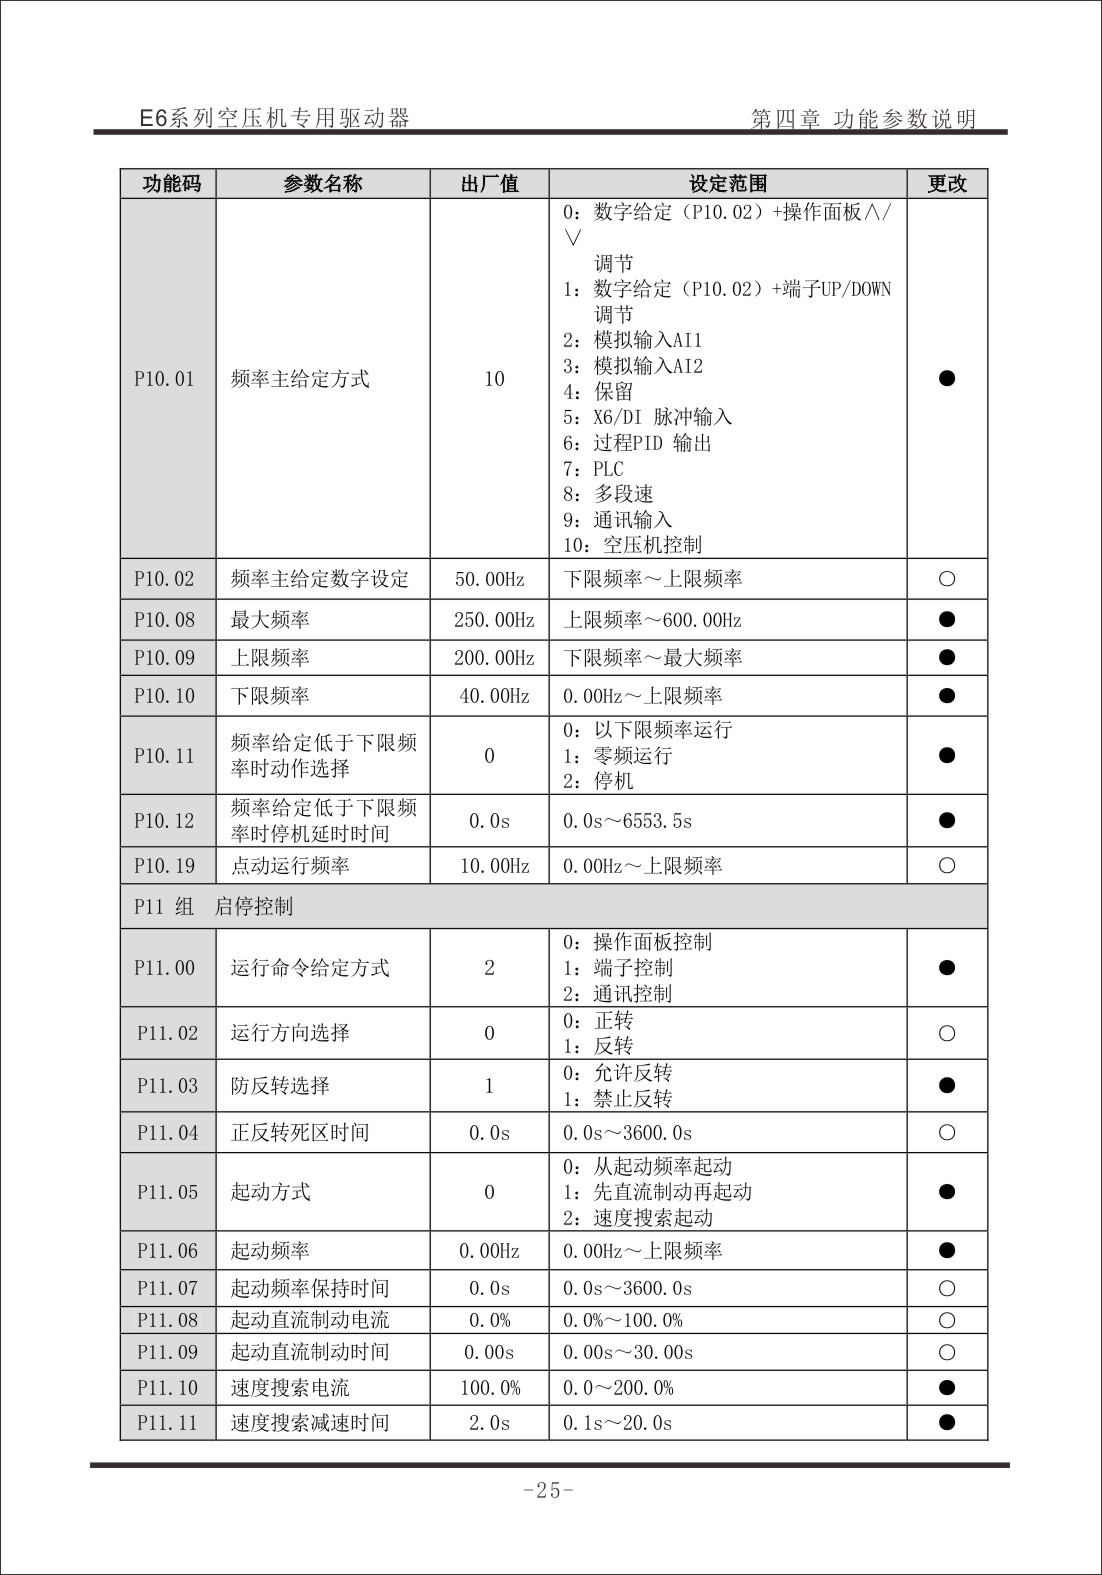 E6系列空压机专用驱动器 第四章 功能参数说明
功能码 参数名称 出厂值 设定范围 更改
P10.01 频率主给定方式 10 ●
0：数字给定（P10.02）+操作面板∧/
∨
调节
1：数字给定（P10.02）+端子UP/DOWN
调节
2：模拟输入AI1
3：模拟输入AI2
4：保留
5：X6/DI 脉冲输入
6：过程PID 输出
7：PLC
8：多段速
9：通讯输入
10：空压机控制
P10.02 频率主给定数字设定 50.00Hz 下限频率～上限频率 ○
P10.08 最大频率 250.00Hz 上限频率～600.00Hz ●
P10.09 上限频率 200.00Hz 下限频率～最大频率 ●
P10.10 下限频率 40.00Hz 0.00Hz～上限频率 ●
P10.11 频率给定低于下限频
率时动作选择 0 ●
0：以下限频率运行
1：零频运行
2：停机
P10.12 频率给定低于下限频
率时停机延时时间 0.0s 0.0s～6553.5s ●
P10.19 点动运行频率 10.00Hz 0.00Hz～上限频率 ○
P11 组 启停控制
P11.00 运行命令给定方式 2 ●
0：操作面板控制
1：端子控制
2：通讯控制
P11.02 运行方向选择 0 ○
0：正转
1：反转
P11.03 防反转选择 1 ●
0：允许反转
1：禁止反转
P11.04 正反转死区时间 0.0s 0.0s～3600.0s ○
P11.05 起动方式 0 ●
0：从起动频率起动
1：先直流制动再起动
2：速度搜索起动
P11.06 起动频率 0.00Hz 0.00Hz～上限频率 ●
P11.07 起动频率保持时间 0.0s 0.0s～3600.0s ○
P11.08 起动直流制动电流 0.0% 0.0%～100.0% ○
P11.09 起动直流制动时间 0.00s 0.00s～30.00s ○
P11.10 速度搜索电流 100.0% 0.0～200.0% ●
P11.11 速度搜索减速时间 2.0s 0.1s～20.0s ●
-25-